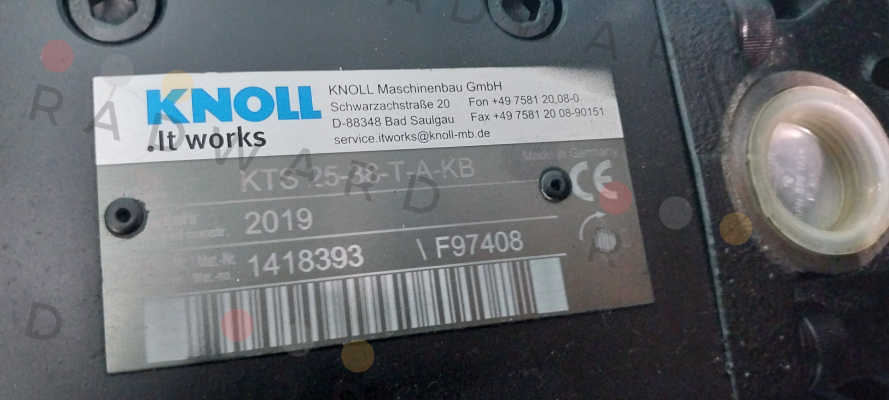 KNOLL
.It works
KNOLL Maschinenbau GmbH
Schwarzachstraße 20 Fon +49 7581 20,08-0
D-88348 Bad Saulgau Fax +49 7581 20 08-90151
service.itworks@knoll-mb.de
KTS 25-38-T-A-KB
Made in Germany
CE
2019
1418393 \ F97408
RADWARD
RADWARD